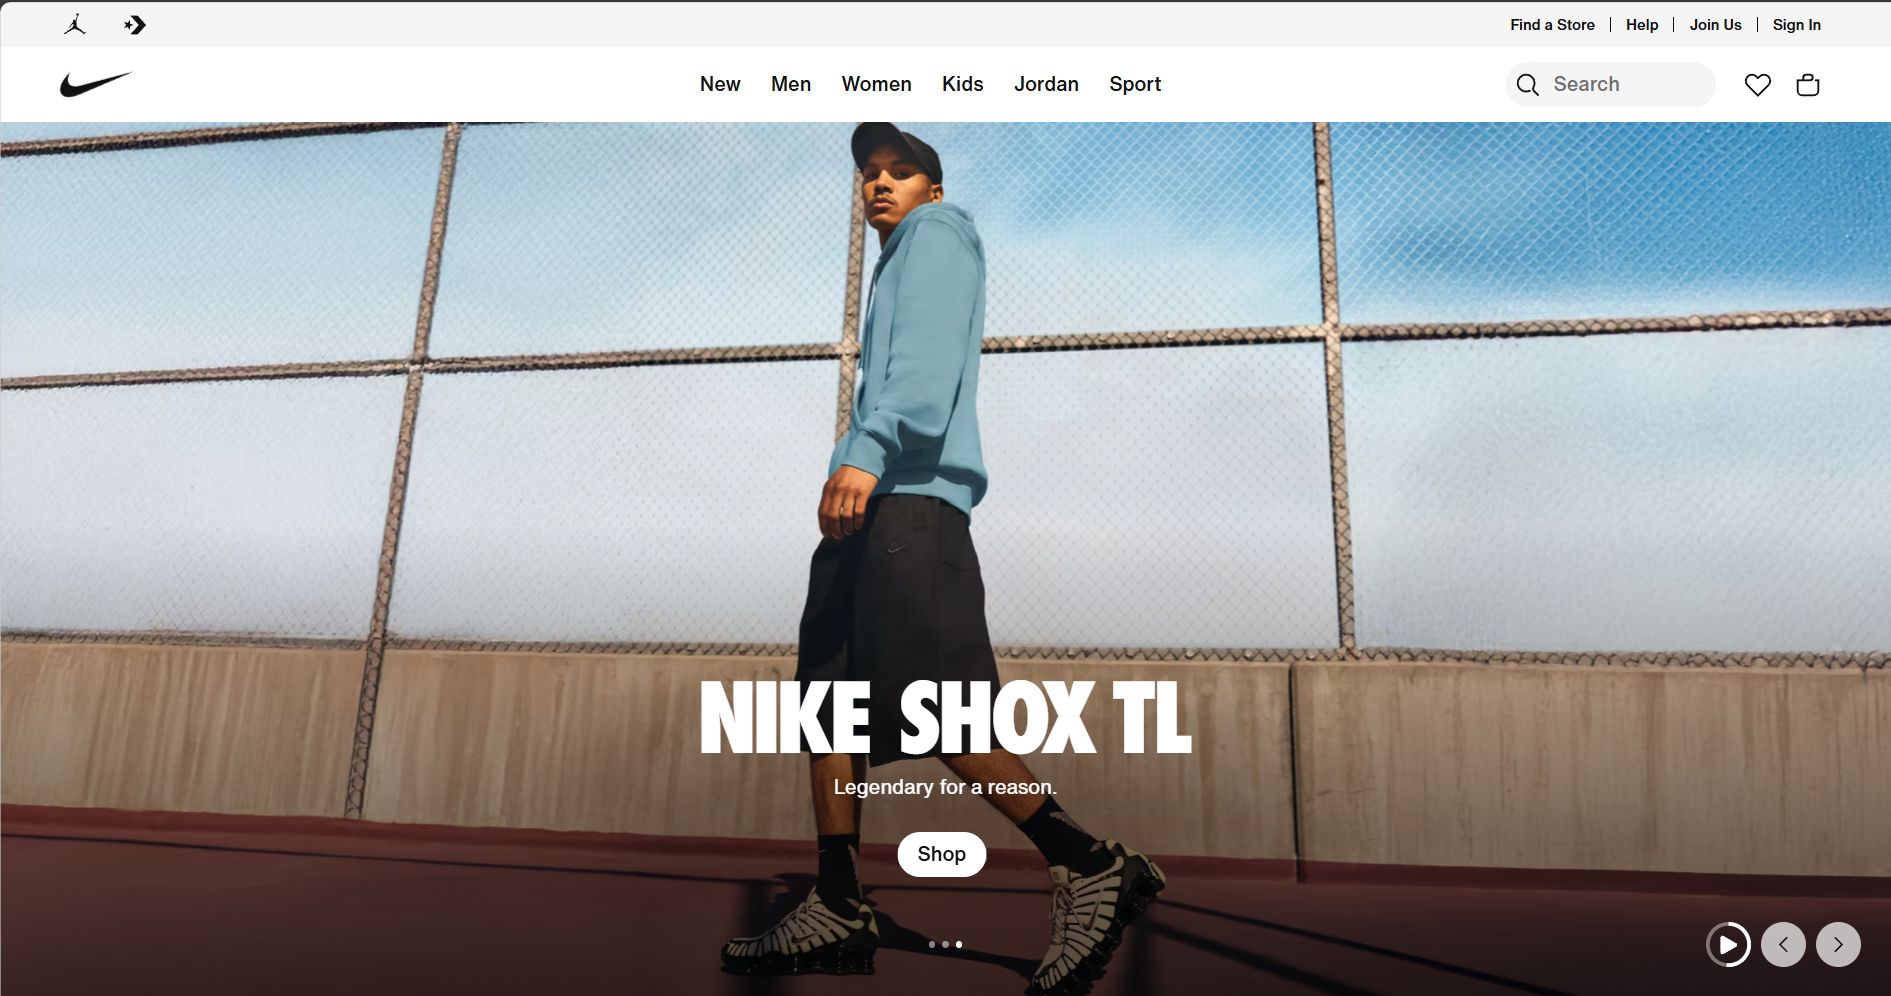 Find a Store | Help | Join Us | Sign In
New Men Women Kids Jordan Sport
Search
NIKE SHOX TL
Legendary for a reason.
Shop